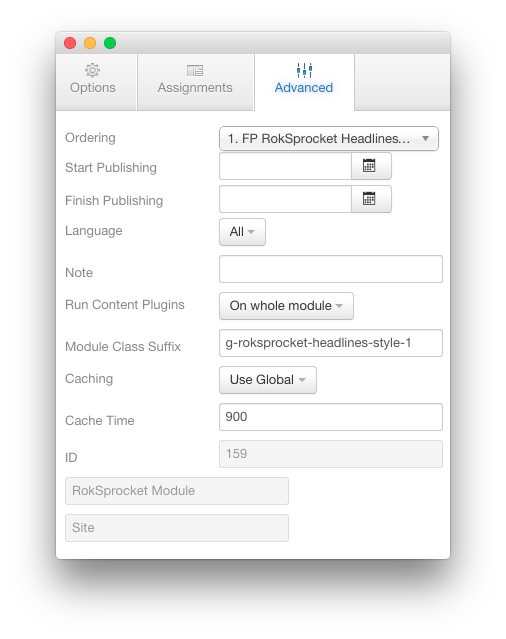 Options
Assignments
Advanced
Ordering
1. FP RokSprocket Headlines...
Start Publishing
Finish Publishing
Language
All
Note
Run Content Plugins
On whole module
Module Class Suffix
g-roksprocket-headlines-style-1
Caching
Use Global
Cache Time
900
ID
159
RokSprocket Module
Site